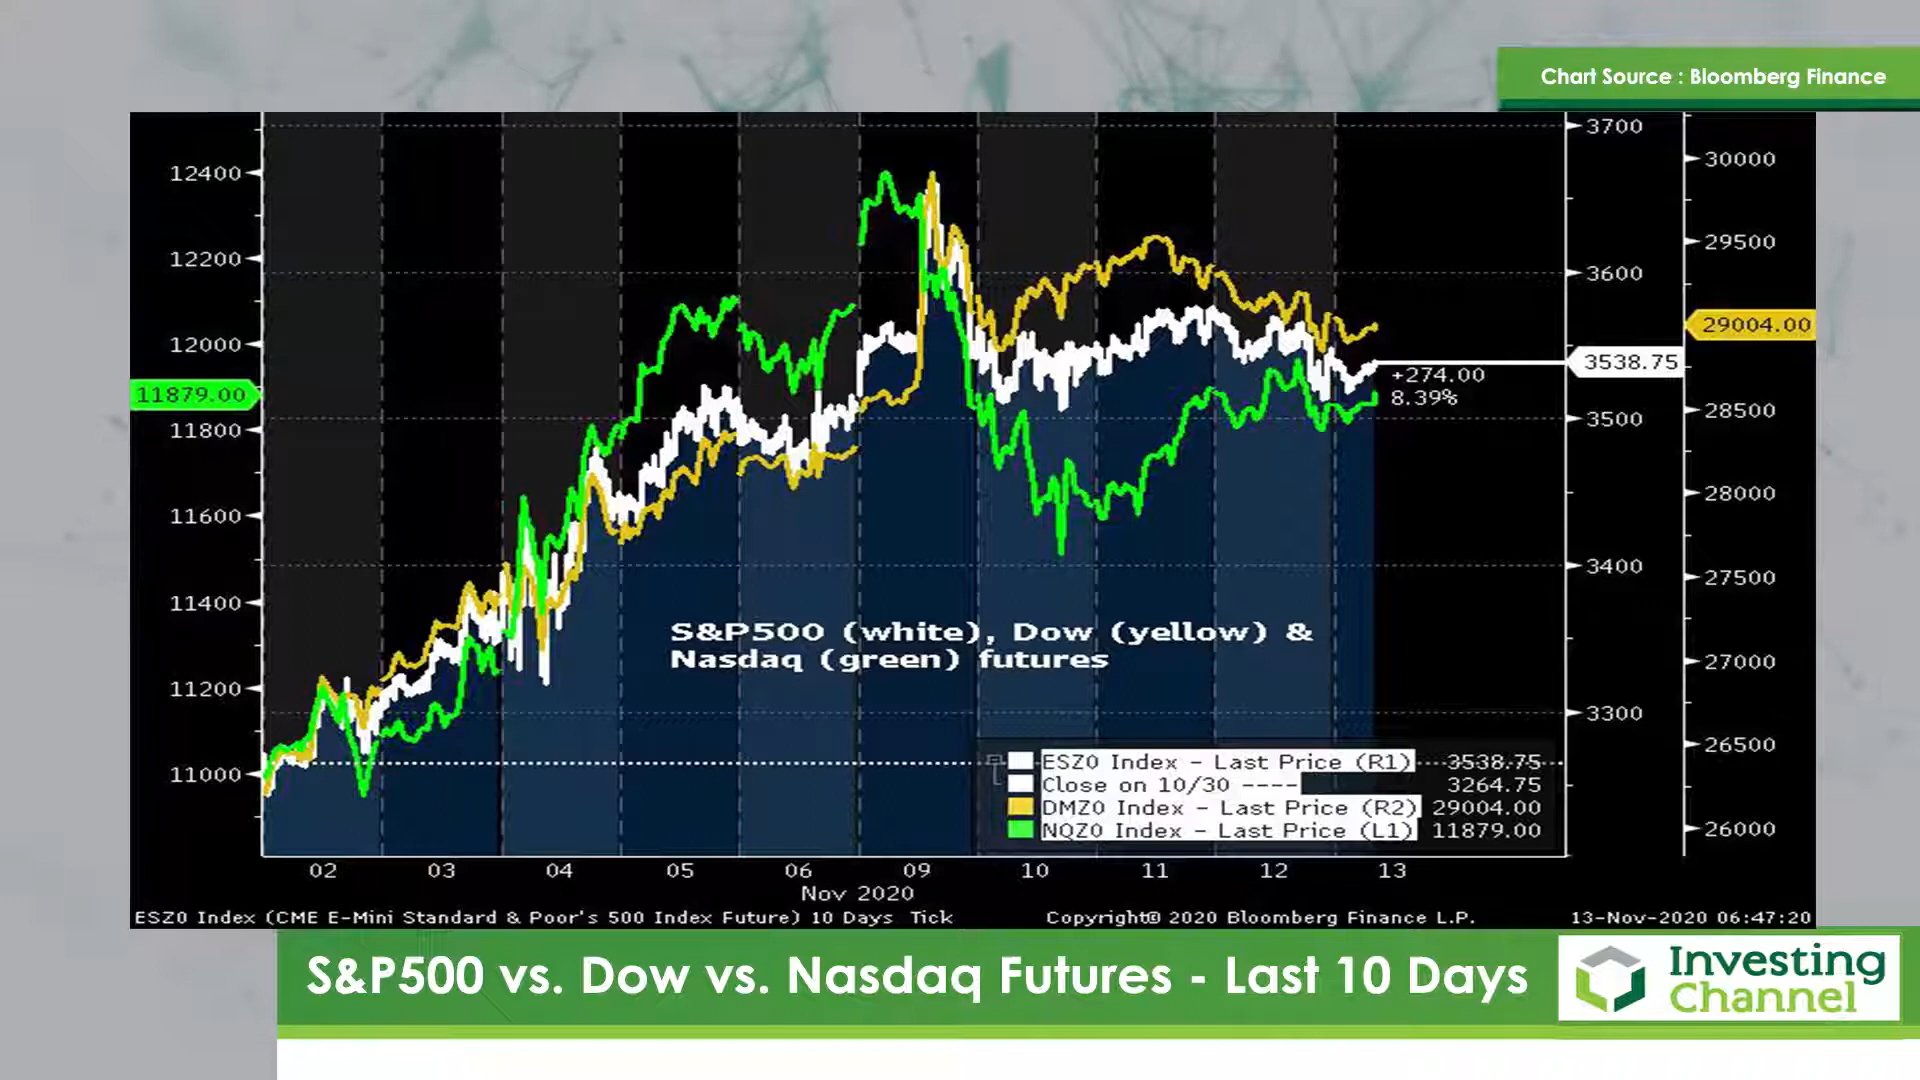 Chart Source : Bloomberg Finance
12400
12200
12000
11879.00
11800
11600
11400
11200
11000
3700
3600
3538.75
3500
3400
3300
30000
29500
29004.00
28500
28000
27500
27000
26500
26000
+274.00
8.39%
S&P500 (white), Dow (yellow) &
Nasdaq (green) futures
ESZ0 Index - Last Price (R1) 3538.75
Close on 10/30 ---- 3264.75
DMZ0 Index - Last Price (R2) 29004.00
NQZ0 Index - Last Price (L1) 11879.00
02 03 04 05 06 09 10 11 12 13
Nov 2020
ESZ0 Index (CME E-Mini Standard & Poor's 500 Index Future) 10 Days Tick Copyright© 2020 Bloomberg Finance L.P. 13-Nov-2020 06:47:20
S&P500 vs. Dow vs. Nasdaq Futures - Last 10 Days
Investing
Channel